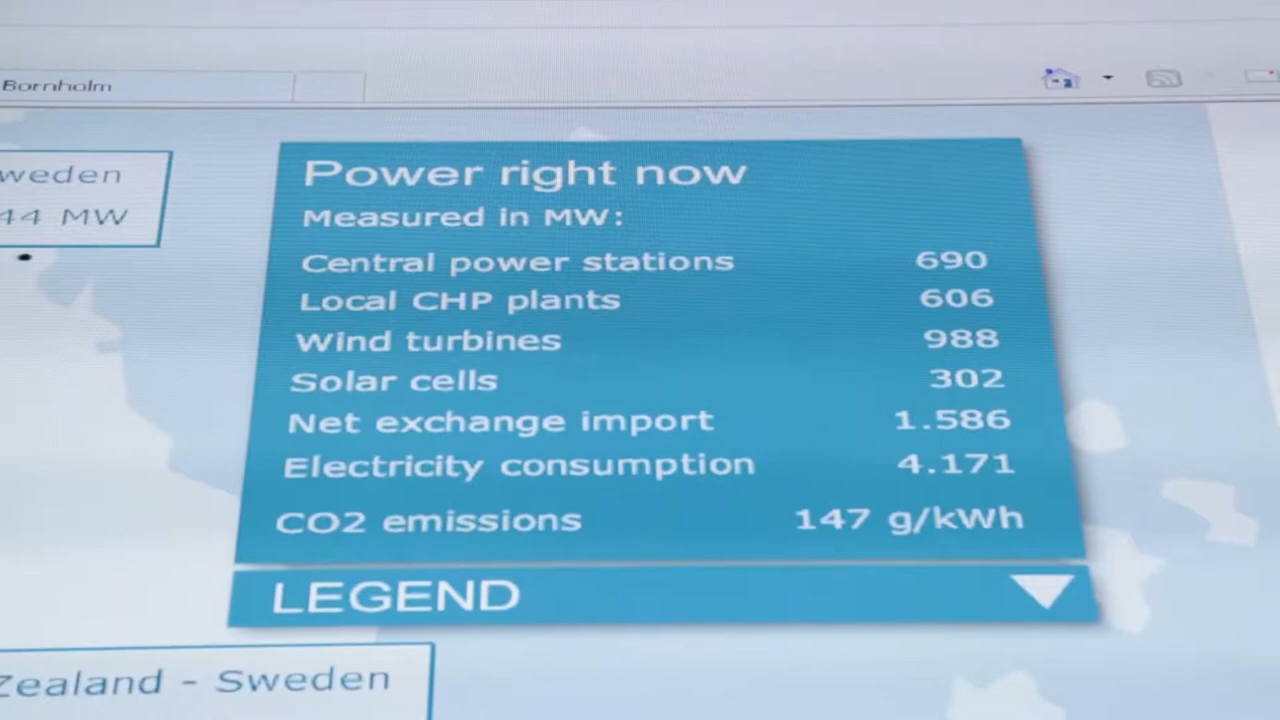 Bornholm
weden
44 MW
Power right now
Measured in MW:
Central power stations 690
Local CHP plants 606
Wind turbines 988
Solar cells 302
Net exchange import 1.586
Electricity consumption 4.171
CO2 emissions 147 g/kWh
LEGEND
Zealand - Sweden